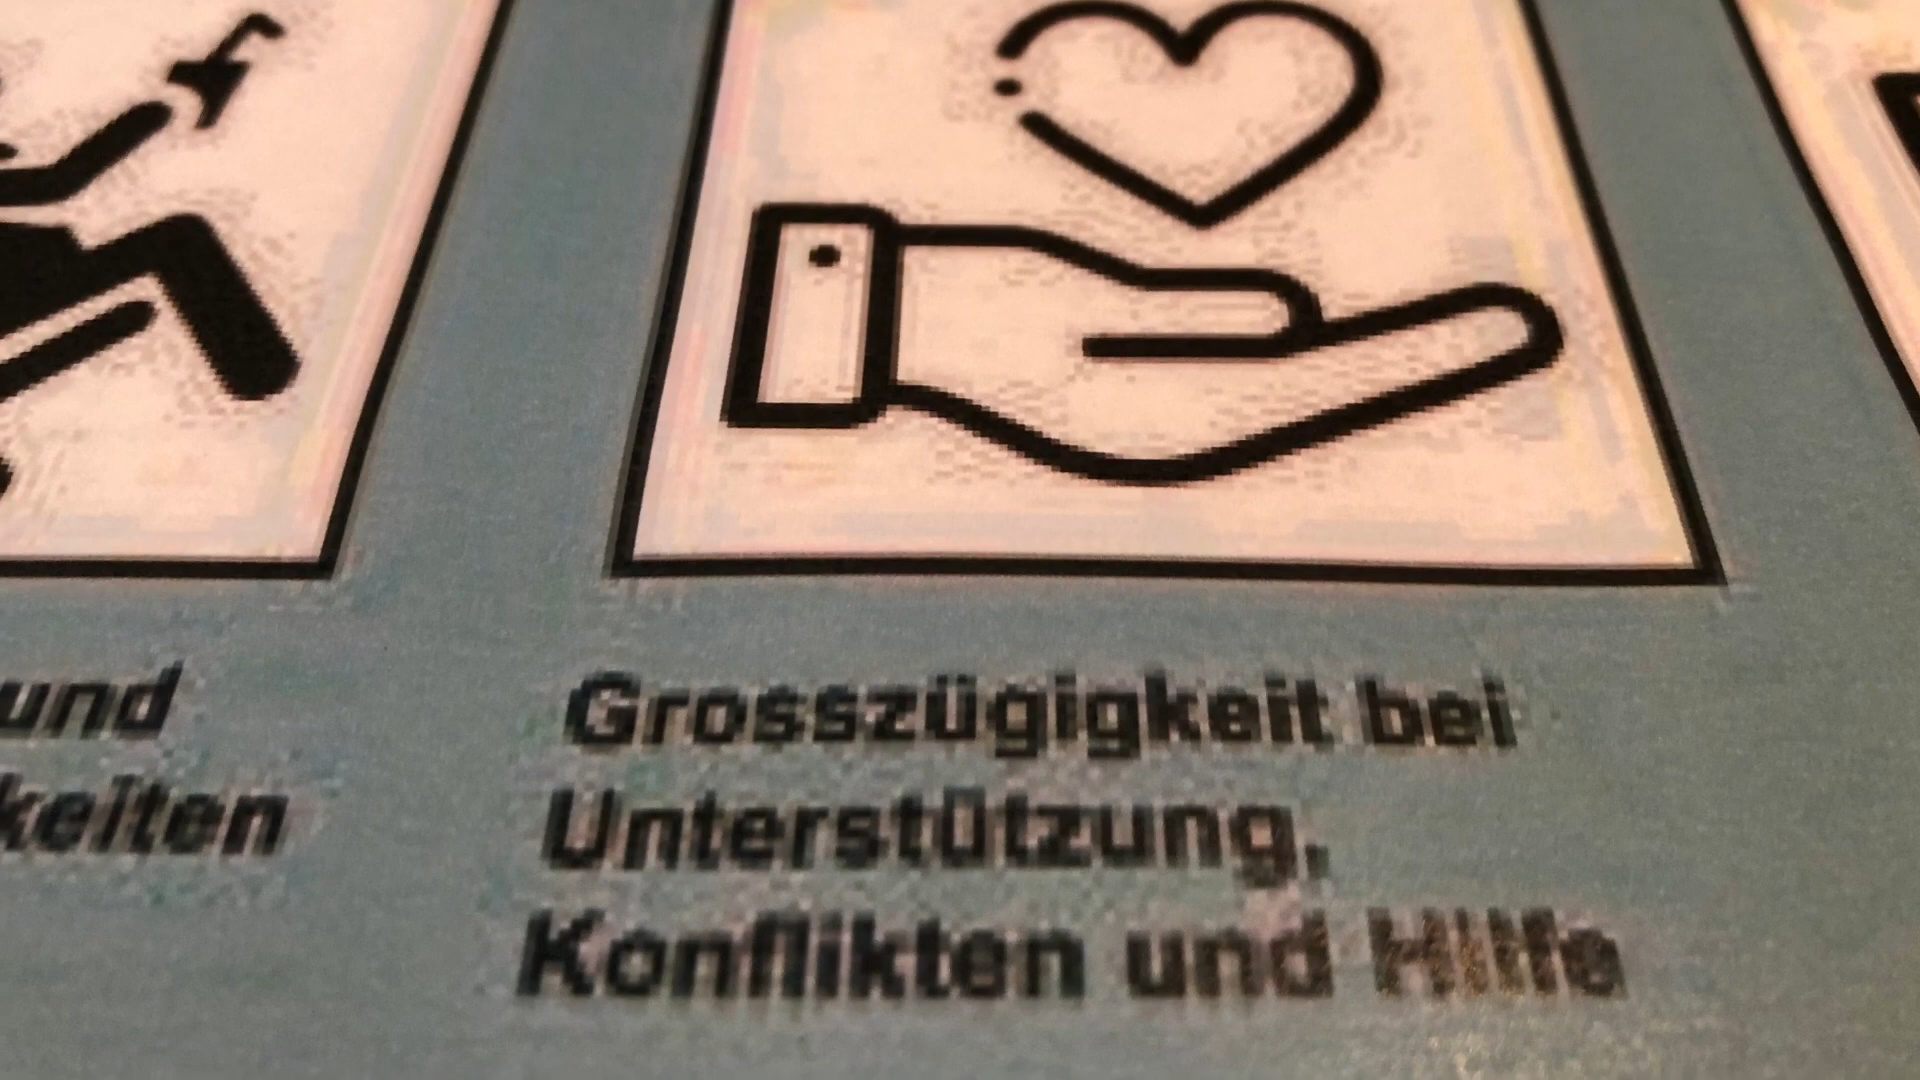 und
keiten
Grosszügigkeit bei
Unterstützung,
Konflikten und Hilfe